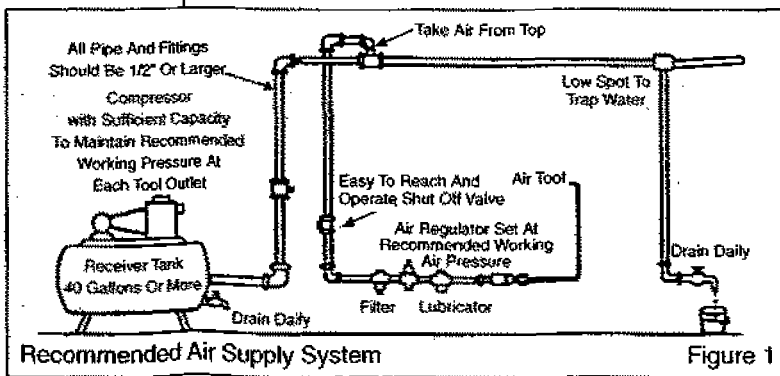 Take Air From Top
All Pipe And Fittings
Should Be 1/2" Or Larger
Compressor
with Sufficient Capacity
To Maintain Recommended
Working Pressure At
Each Tool Outlet
Low Spot To
Trap Water
Easy To Reach And
Operate Shut Off Valve
Air Tool
Air Regulator Set At
Recommended Working
Air Pressure
Receiver Tank
40 Gallons Or More
Drain Daily
Filter
Lubricator
Drain Daily
Recommended Air Supply System
Figure 1